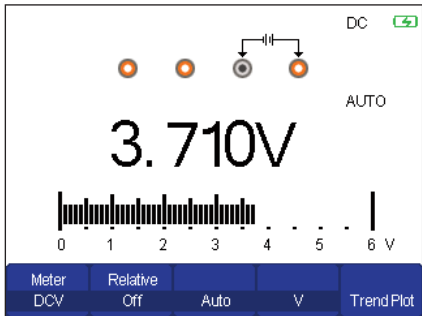 DC
AUTO
3.710V
0 1 2 3 4 5 6 V
Meter Relative
DCV Off Auto V Trend Plot